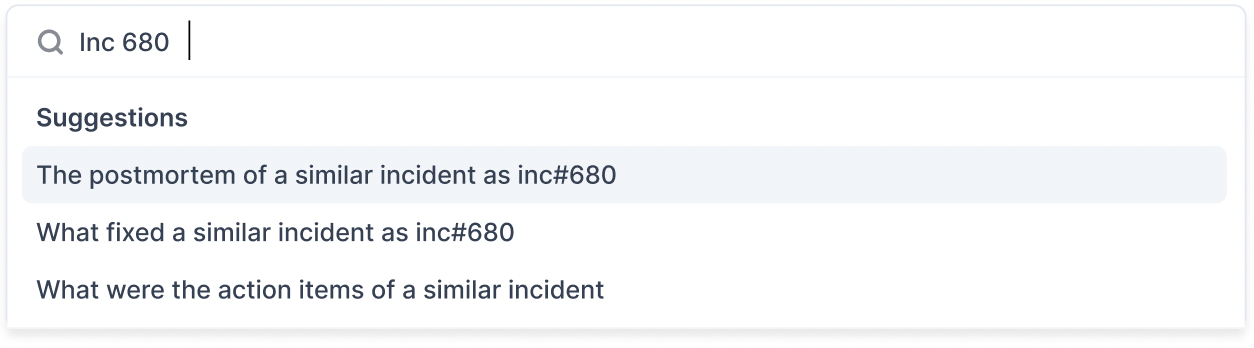 Inc 680
Suggestions
The postmortem of a similar incident as inc#680
What fixed a similar incident as inc#680
What were the action items of a similar incident